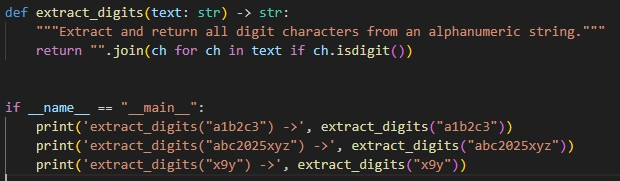 def extract_digits(text: str) -> str:
    """Extract and return all digit characters from an alphanumeric string."""
    return "".join(ch for ch in text if ch.isdigit())
if __name__ == "__main__":
    print('extract_digits("a1b2c3") ->', extract_digits("a1b2c3"))
    print('extract_digits("abc2025xyz") ->', extract_digits("abc2025xyz"))
    print('extract_digits("x9y") ->', extract_digits("x9y"))